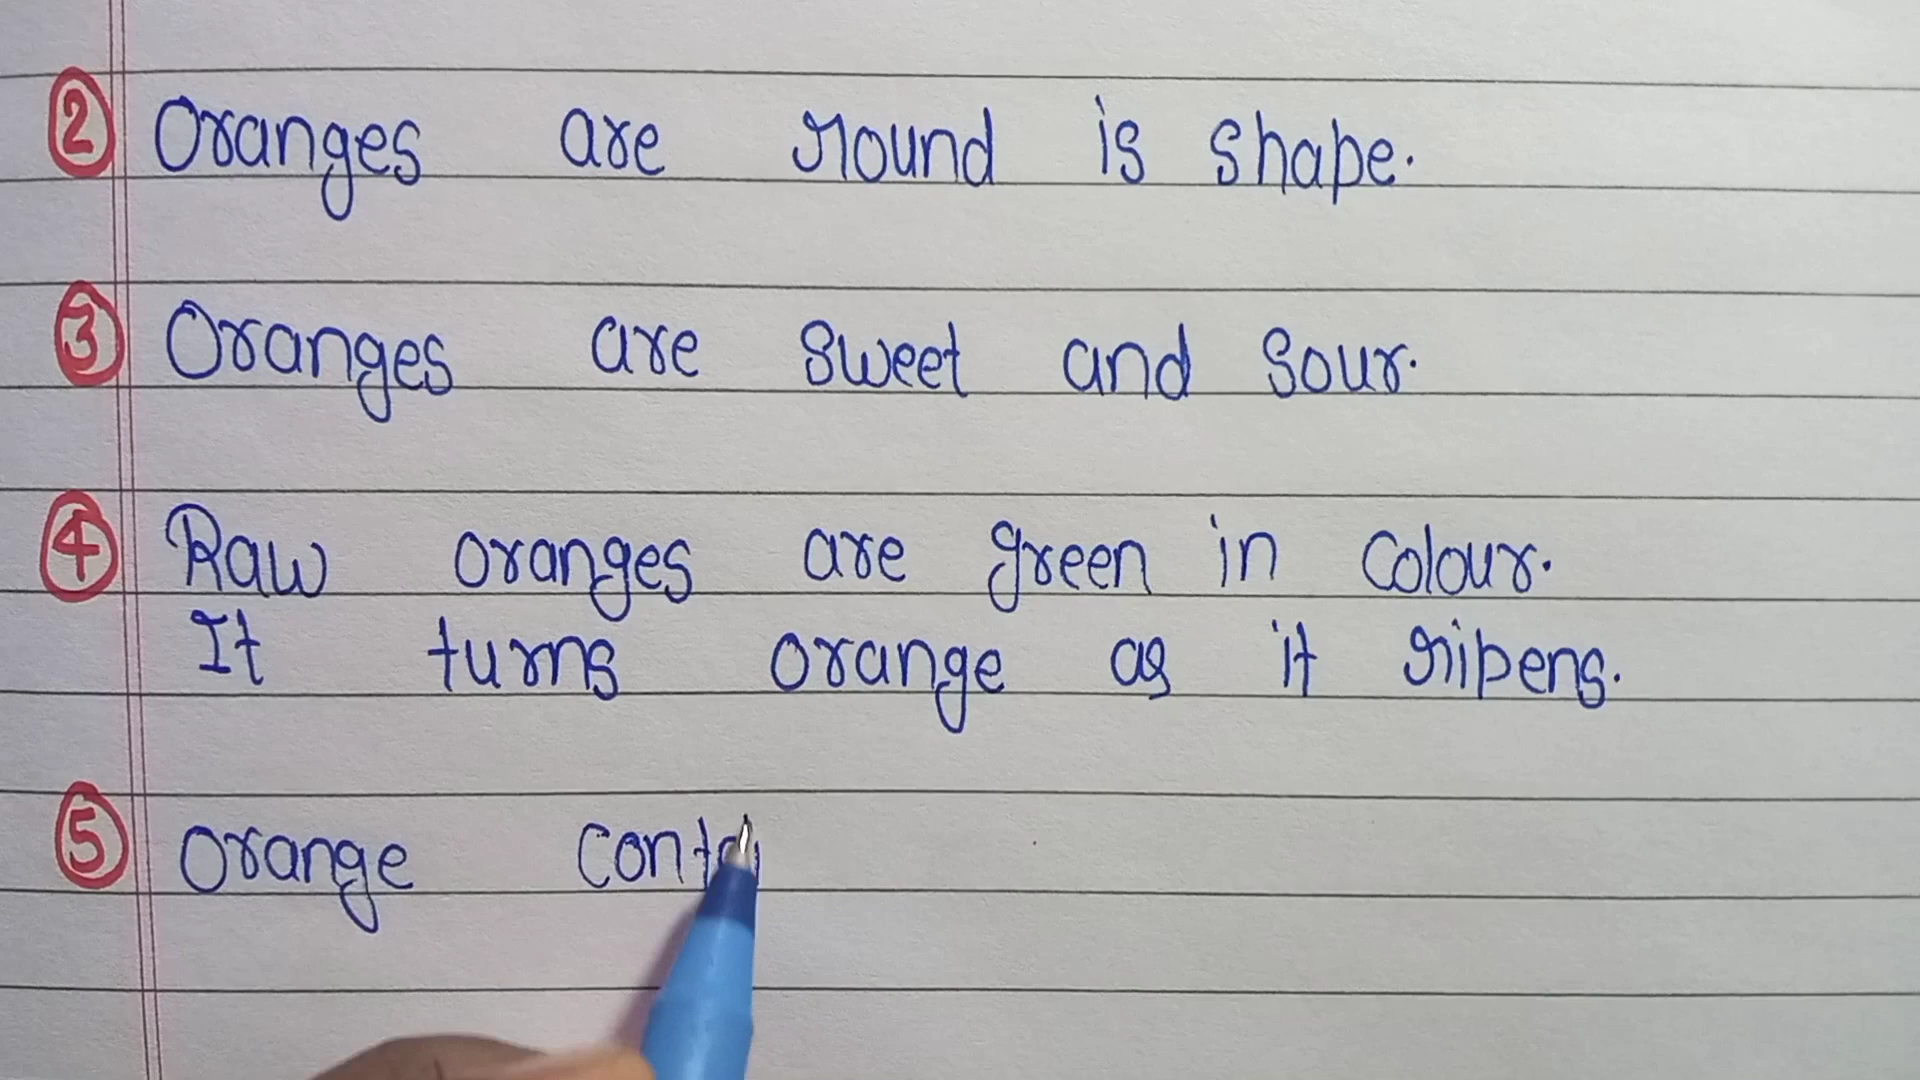 ② Oranges are round is shape.
③ Oranges are sweet and sour.
④ Raw oranges are green in colour.
It turns orange as it ripens.
⑤ Orange